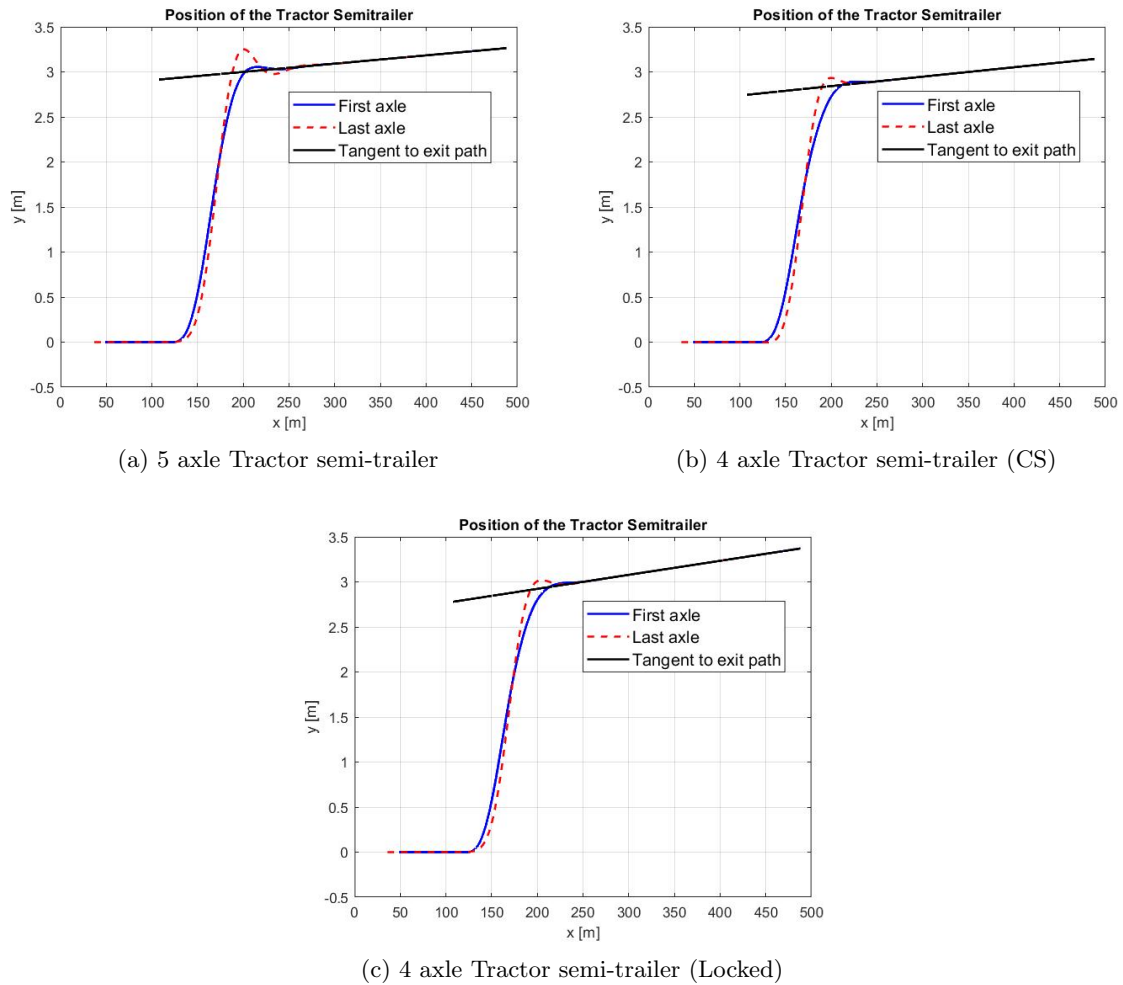 Position of the Tractor Semitrailer
3.5
3
2.5
2
1.5
1
0.5
0
-0.5
y [m]
First axle
Last axle
Tangent to exit path
0 50 100 150 200 250 300 350 400 450 500
x [m]
(a) 5 axle Tractor semi-trailer
Position of the Tractor Semitrailer
3.5
3
2.5
2
1.5
1
0.5
0
-0.5
y [m]
First axle
Last axle
Tangent to exit path
0 50 100 150 200 250 300 350 400 450 500
x [m]
(b) 4 axle Tractor semi-trailer (CS)
Position of the Tractor Semitrailer
3.5
3
2.5
2
1.5
1
0.5
0
-0.5
y [m]
First axle
Last axle
Tangent to exit path
0 50 100 150 200 250 300 350 400 450 500
x [m]
(c) 4 axle Tractor semi-trailer (Locked)